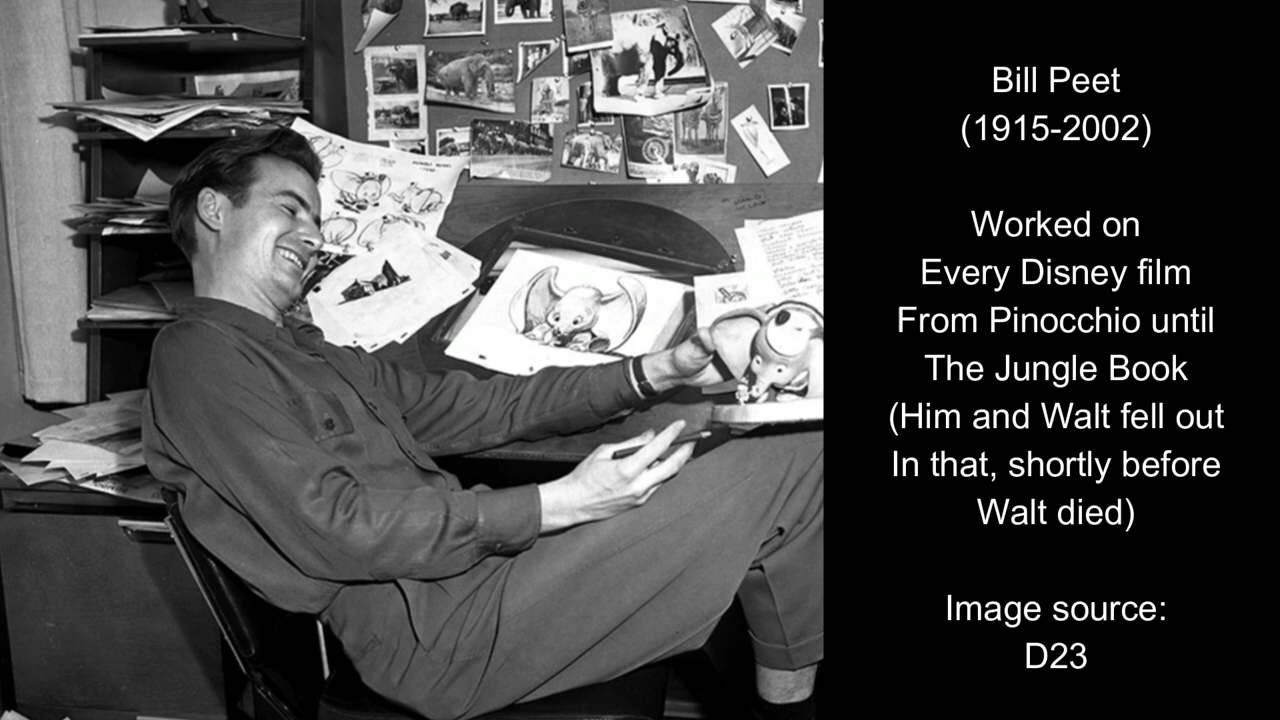 Bill Peet
(1915-2002)
Worked on
Every Disney film
From Pinocchio until
The Jungle Book
(Him and Walt fell out
In that, shortly before
Walt died)
Image source:
D23